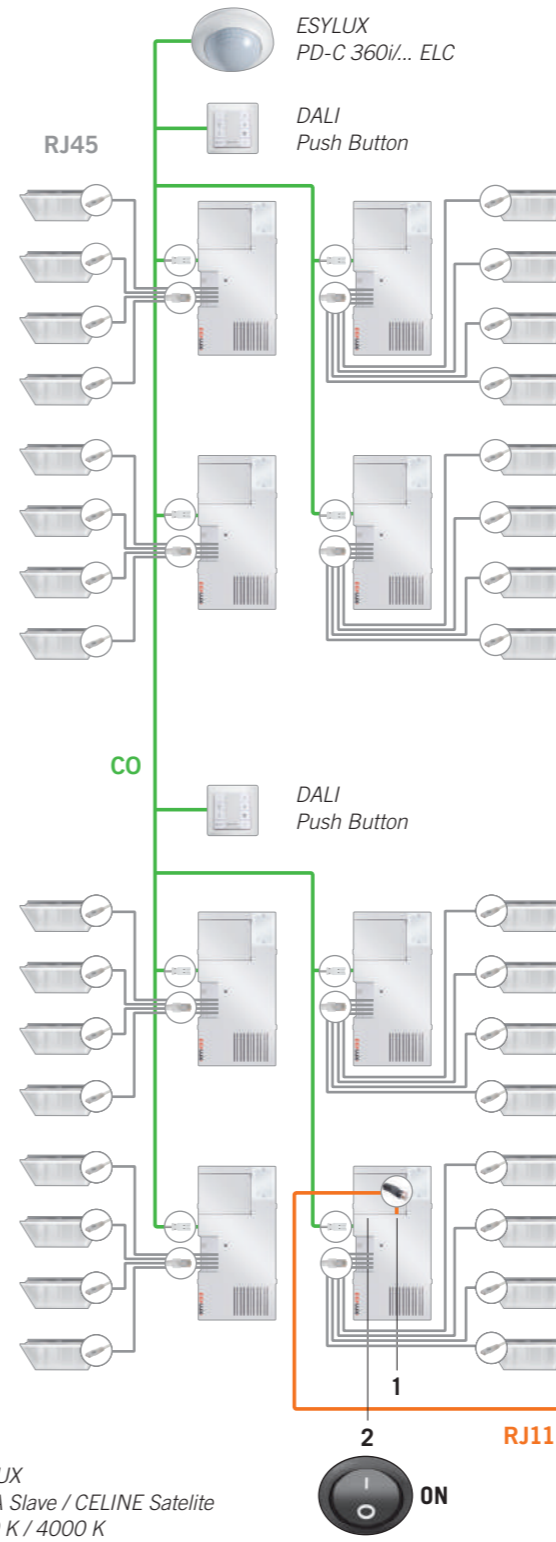 ESYLUX
PD-C 360i/... ELC
DALI
Push Button
RJ45
CO
DALI
Push Button
1
2
RJ11
ON
UX
A Slave / CELINE Satelite
K / 4000 K